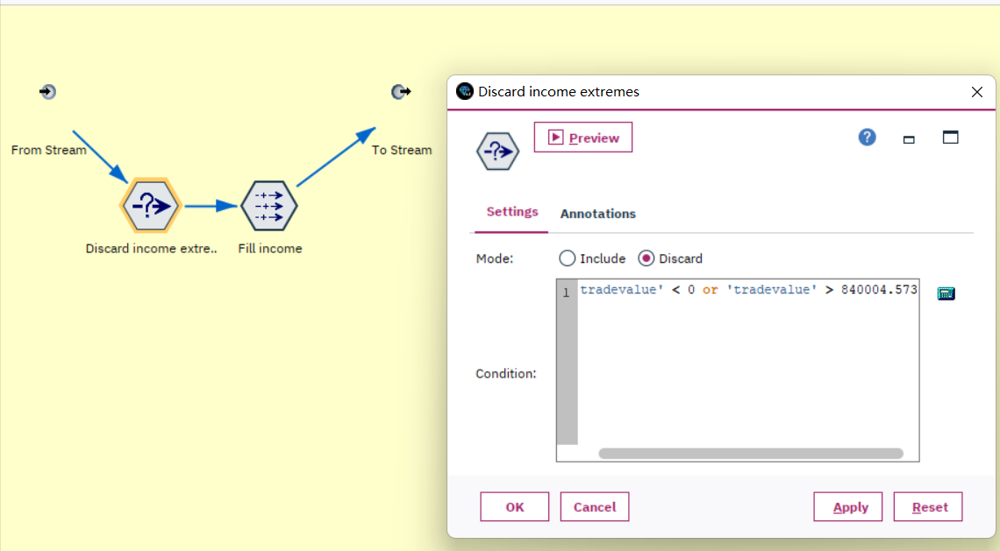 Discard income extremes
Preview
?
From Stream
To Stream
Discard income extre..
Fill income
Settings
Annotations
Mode:
Include
Discard
1
tradevalue' < 0 or 'tradevalue' > 840004.573
Condition:
OK
Cancel
Apply
Reset